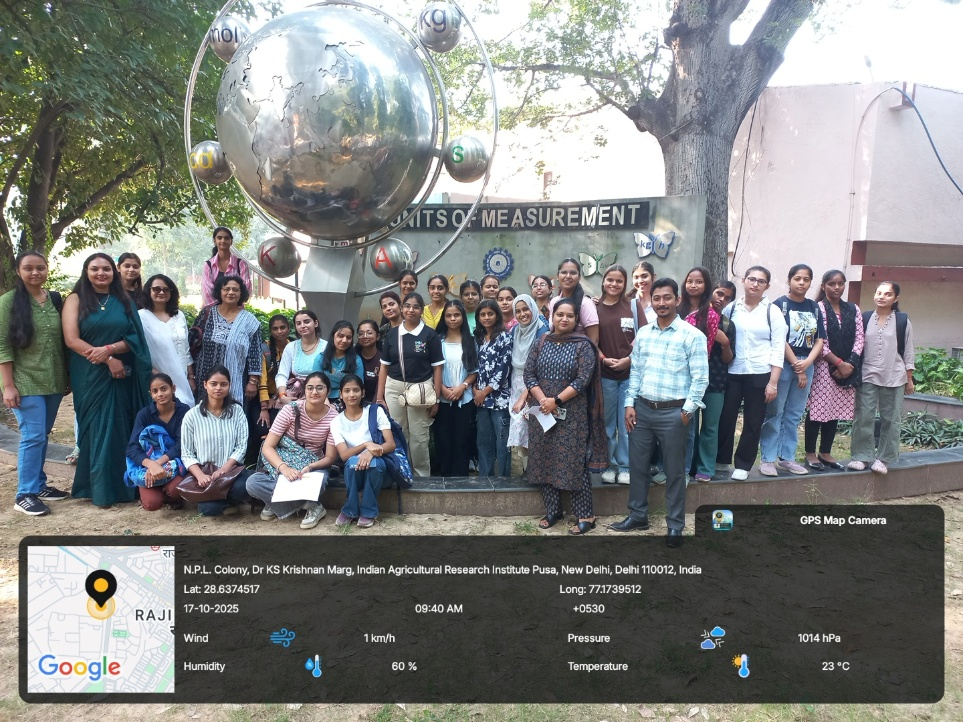 mol
kg
cd
S
K
A
UNITS OF MEASUREMENT
kg
h
GPS Map Camera
N.P.L. Colony, Dr KS Krishnan Marg, Indian Agricultural Research Institute Pusa, New Delhi, Delhi 110012, India
Lat: 28.6374517
Long: 77.1739512
17-10-2025
09:40 AM
+0530
RAJI
Google
Wind
1 km/h
Pressure
1014 hPa
Humidity
60 %
Temperature
23 °C